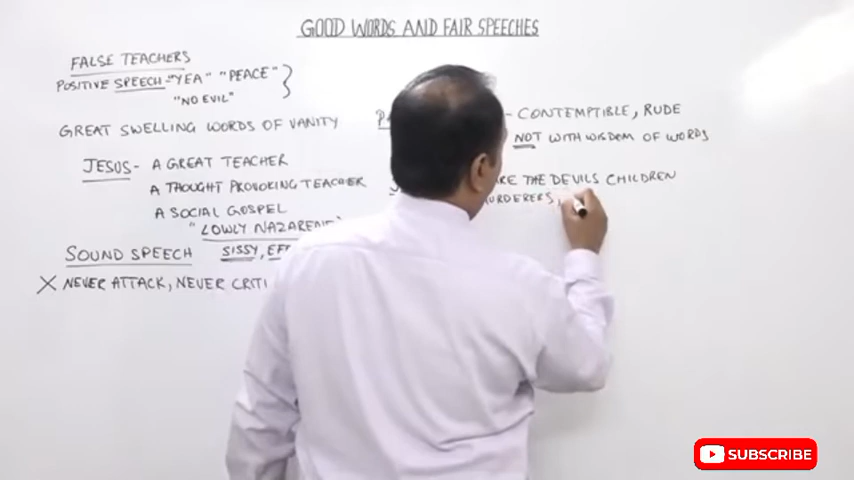 GOOD WORDS AND FAIR SPEECHES
FALSE TEACHERS
POSITIVE SPEECH - "YEA" "PEACE"
"NO EVIL"
GREAT SWELLING WORDS OF VANITY
JESUS - A GREAT TEACHER
A THOUGHT PROVOKING TEACHER
A SOCIAL GOSPEL
"LOWLY NAZARENE"
SOUND SPEECH SISSY,
X NEVER ATTACK, NEVER
- CONTEMPTIBLE, RUDE
NOT WITH WISDOM OF WORDS
THE DEVILS CHILDREN
SUBSCRIBE